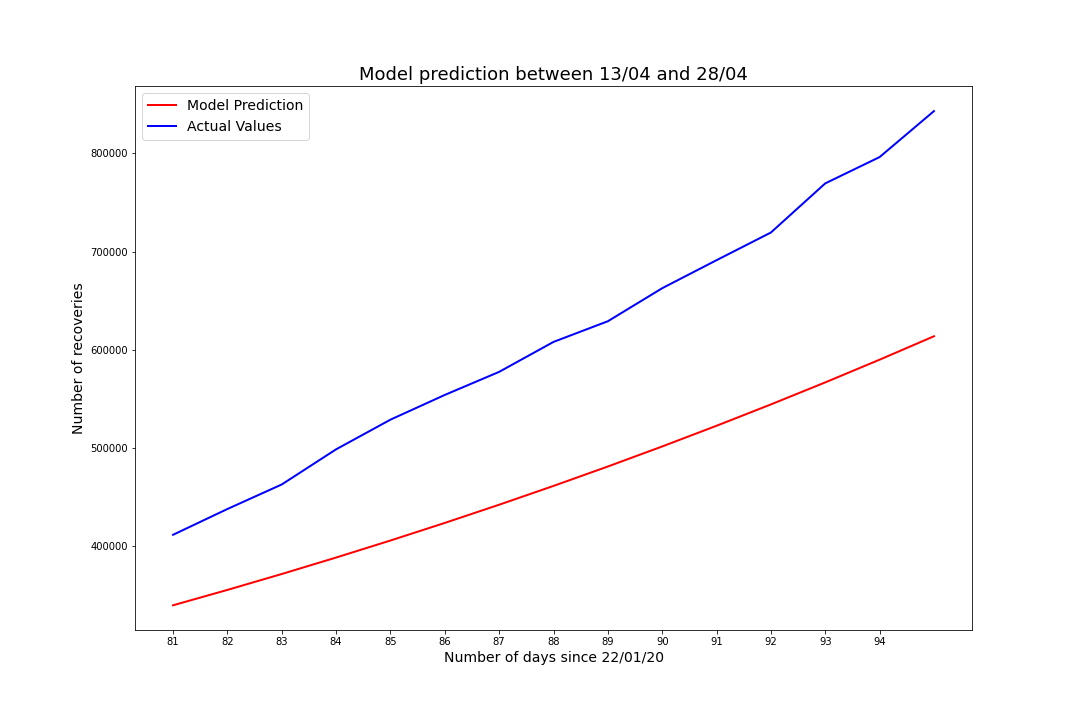 Model prediction between 13/04 and 28/04
Model Prediction
Actual Values
800000
700000
600000
500000
400000
Number of recoveries
81 82 83 84 85 86 87 88 89 90 91 92 93 94
Number of days since 22/01/20